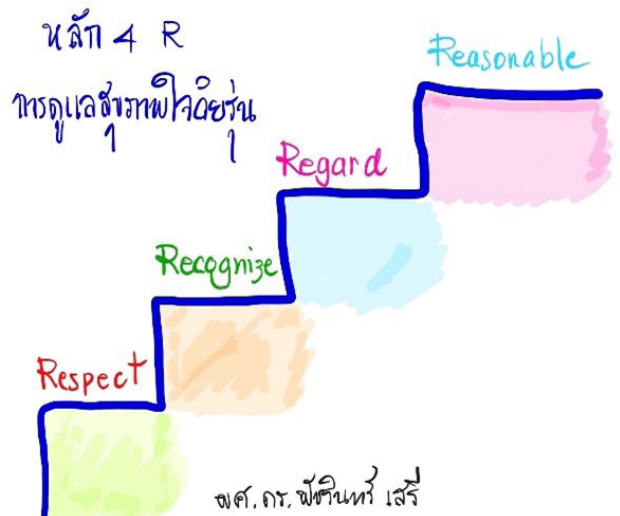 หลัก 4 R
การดูแลสุขภาพใจวัยรุ่น
Reasonable
Regard
Recognize
Respect
ผศ. ดร. พัชรินทร์ เสรี